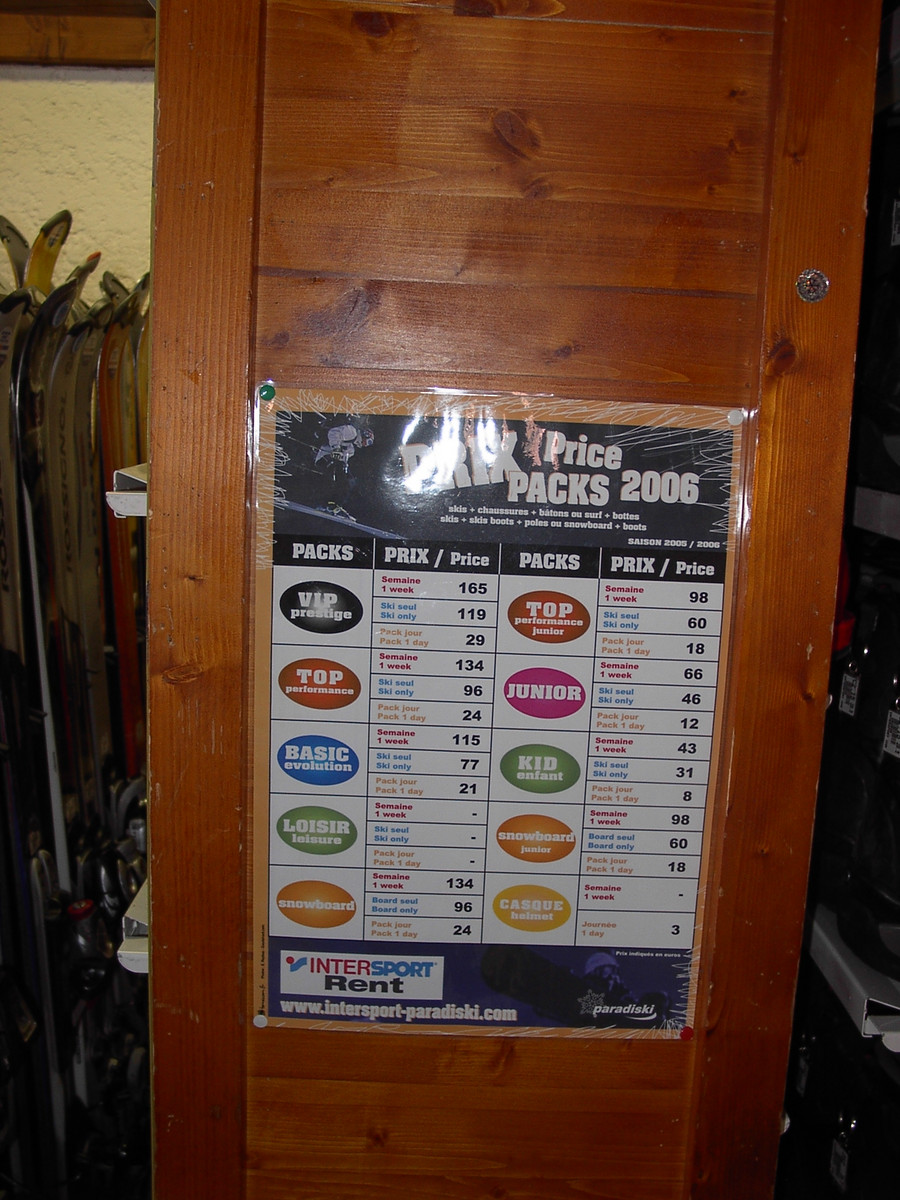 PRIX / Price
PACKS 2006
skis + chaussures + bâtons ou surf + bottes
skis + skis boots + poles ou snowboard + boots
SAISON 2005 / 2006
PACKS PRIX / Price PACKS PRIX / Price
VIP
prestige
Semaine
1 week 165
Ski seul
Ski only 119
Pack jour
Pack 1 day 29
TOP
performance
junior
Semaine
1 week 98
Ski seul
Ski only 60
Pack jour
Pack 1 day 18
TOP
performance
Semaine
1 week 134
Ski seul
Ski only 96
Pack jour
Pack 1 day 24
JUNIOR
Semaine
1 week 66
Ski seul
Ski only 46
Pack jour
Pack 1 day 12
BASIC
evolution
Semaine
1 week 115
Ski seul
Ski only 77
Pack jour
Pack 1 day 21
KID
enfant
Semaine
1 week 43
Ski seul
Ski only 31
Pack jour
Pack 1 day 8
LOISIR
leisure
Semaine
1 week -
Ski seul
Ski only -
Pack jour
Pack 1 day -
snowboard
junior
Semaine
1 week 98
Board seul
Board only 60
Pack jour
Pack 1 day 18
snowboard
Semaine
1 week 134
Board seul
Board only 96
Pack jour
Pack 1 day 24
CASQUE
helmet
Semaine
1 week -
Journée
1 day 3
Prix indiqués en euros
INTERSPORT
Rent
www.intersport-paradiski.com
paradiski
ROSSIGNOL